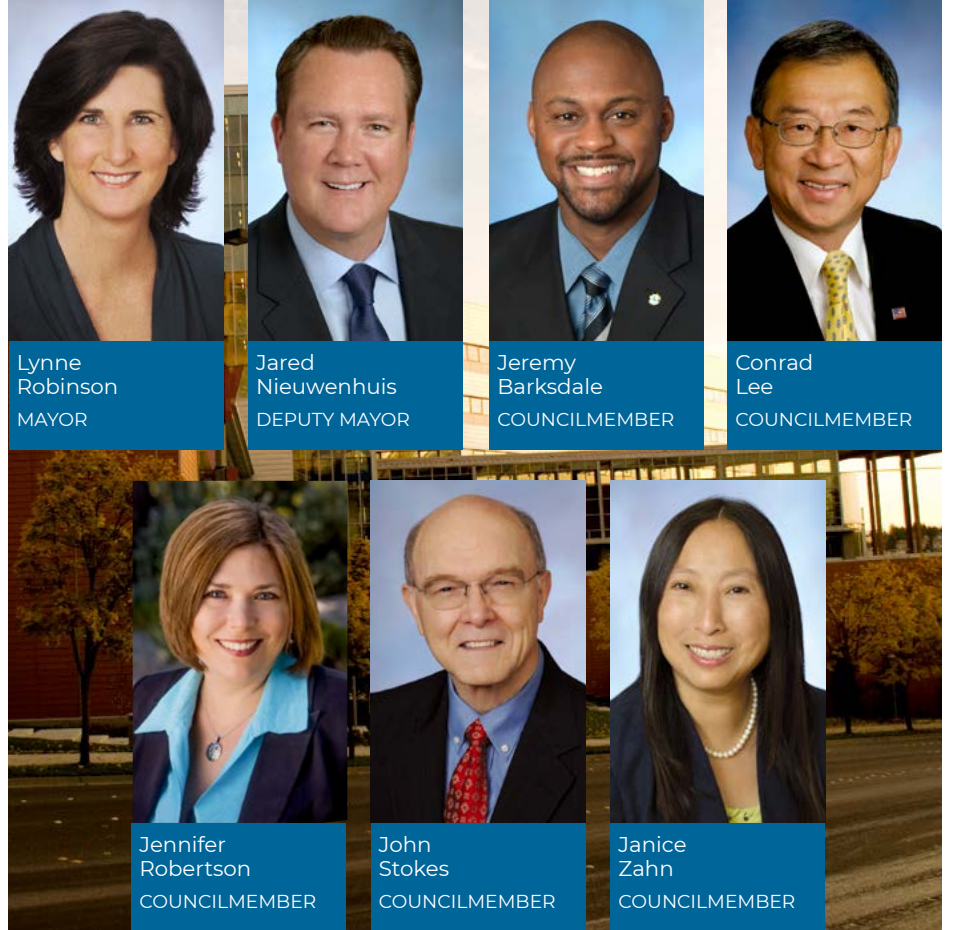 Lynne
Robinson
MAYOR
Jared
Nieuwenhuis
DEPUTY MAYOR
Jeremy
Barksdale
COUNCILMEMBER
Conrad
Lee
COUNCILMEMBER
Jennifer
Robertson
COUNCILMEMBER
John
Stokes
COUNCILMEMBER
Janice
Zahn
COUNCILMEMBER